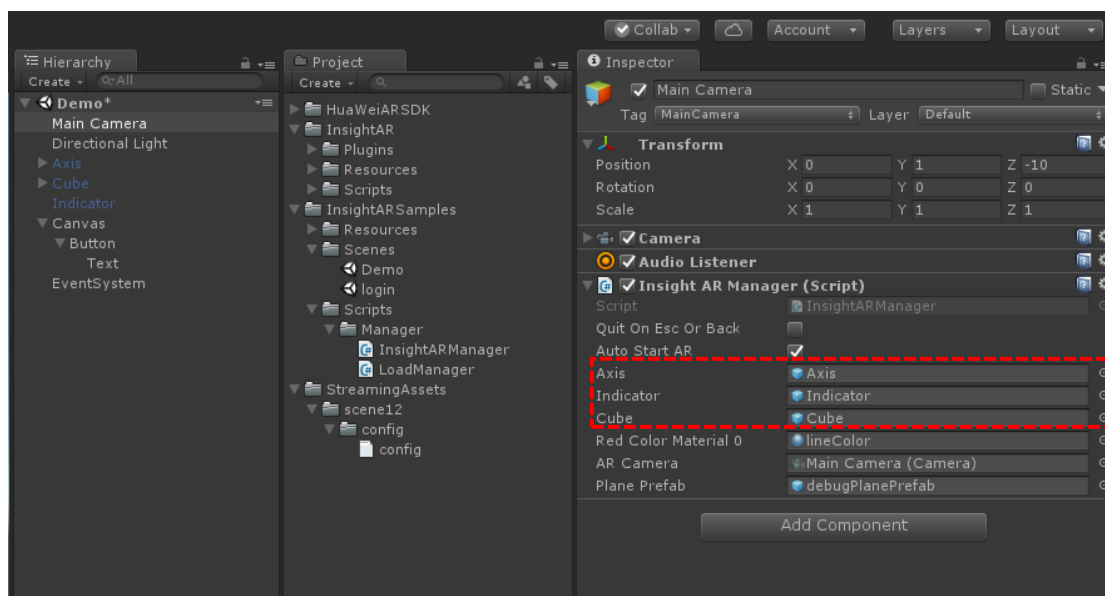 Collab
Account
Layers
Layout
Hierarchy
Create
All
Demo*
Main Camera
Directional Light
Axis
Cube
Indicator
Canvas
Button
Text
EventSystem
Project
Create
HuaWeiARSDK
InsightAR
Plugins
Resources
Scripts
InsightARSamples
Resources
Scenes
Demo
login
Scripts
Manager
InsightARManager
LoadManager
StreamingAssets
scene12
config
config
Inspector
Main Camera
Static
Tag MainCamera Layer Default
Transform
Position X 0 Y 1 Z -10
Rotation X 0 Y 0 Z 0
Scale X 1 Y 1 Z 1
Camera
Audio Listener
Insight AR Manager (Script)
Script InsightARManager
Quit On Esc Or Back
Auto Start AR
Axis Axis
Indicator Indicator
Cube Cube
Red Color Material 0 lineColor
AR Camera Main Camera (Camera)
Plane Prefab debugPlanePrefab
Add Component